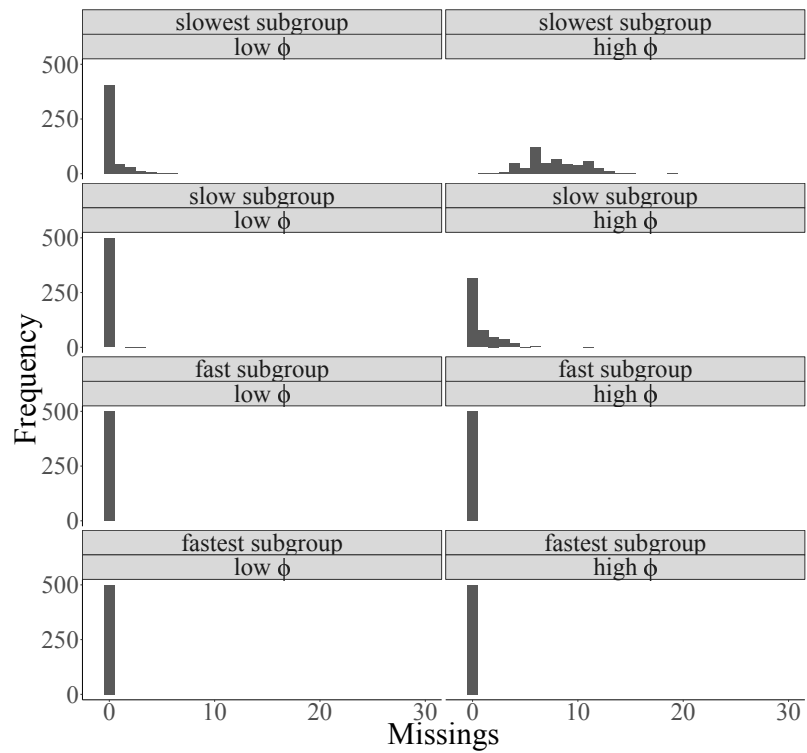 slowest subgroup
low ϕ
slowest subgroup
high ϕ
500
250
0
slow subgroup
low ϕ
slow subgroup
high ϕ
500
250
0
fast subgroup
low ϕ
fast subgroup
high ϕ
500
250
0
fastest subgroup
low ϕ
fastest subgroup
high ϕ
500
250
0
Frequency
0 10 20 30 0 10 20 30
Missings